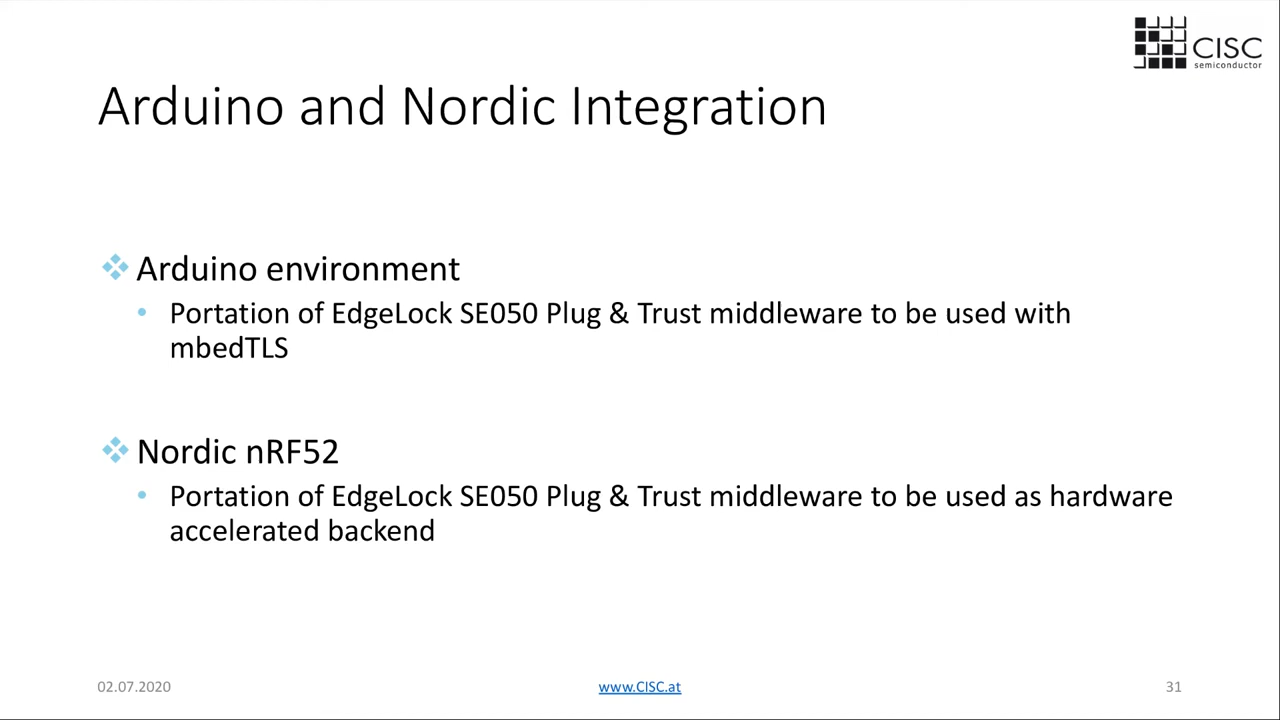 CISC
semiconductor
Arduino and Nordic Integration
Arduino environment
Portation of EdgeLock SE050 Plug & Trust middleware to be used with
mbedTLS
Nordic nRF52
Portation of EdgeLock SE050 Plug & Trust middleware to be used as hardware
accelerated backend
02.07.2020
www.CISC.at
31